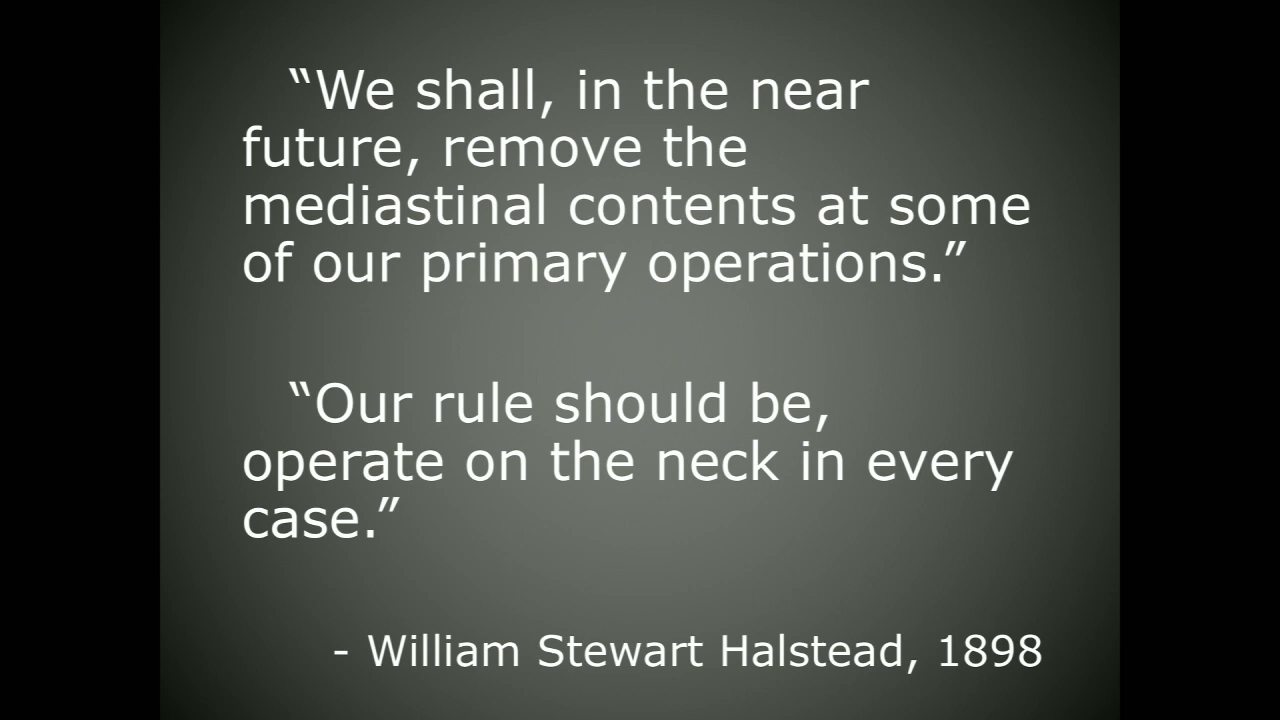 “We shall, in the near
future, remove the
mediastinal contents at some
of our primary operations.”
“Our rule should be,
operate on the neck in every
case.”
- William Stewart Halstead, 1898